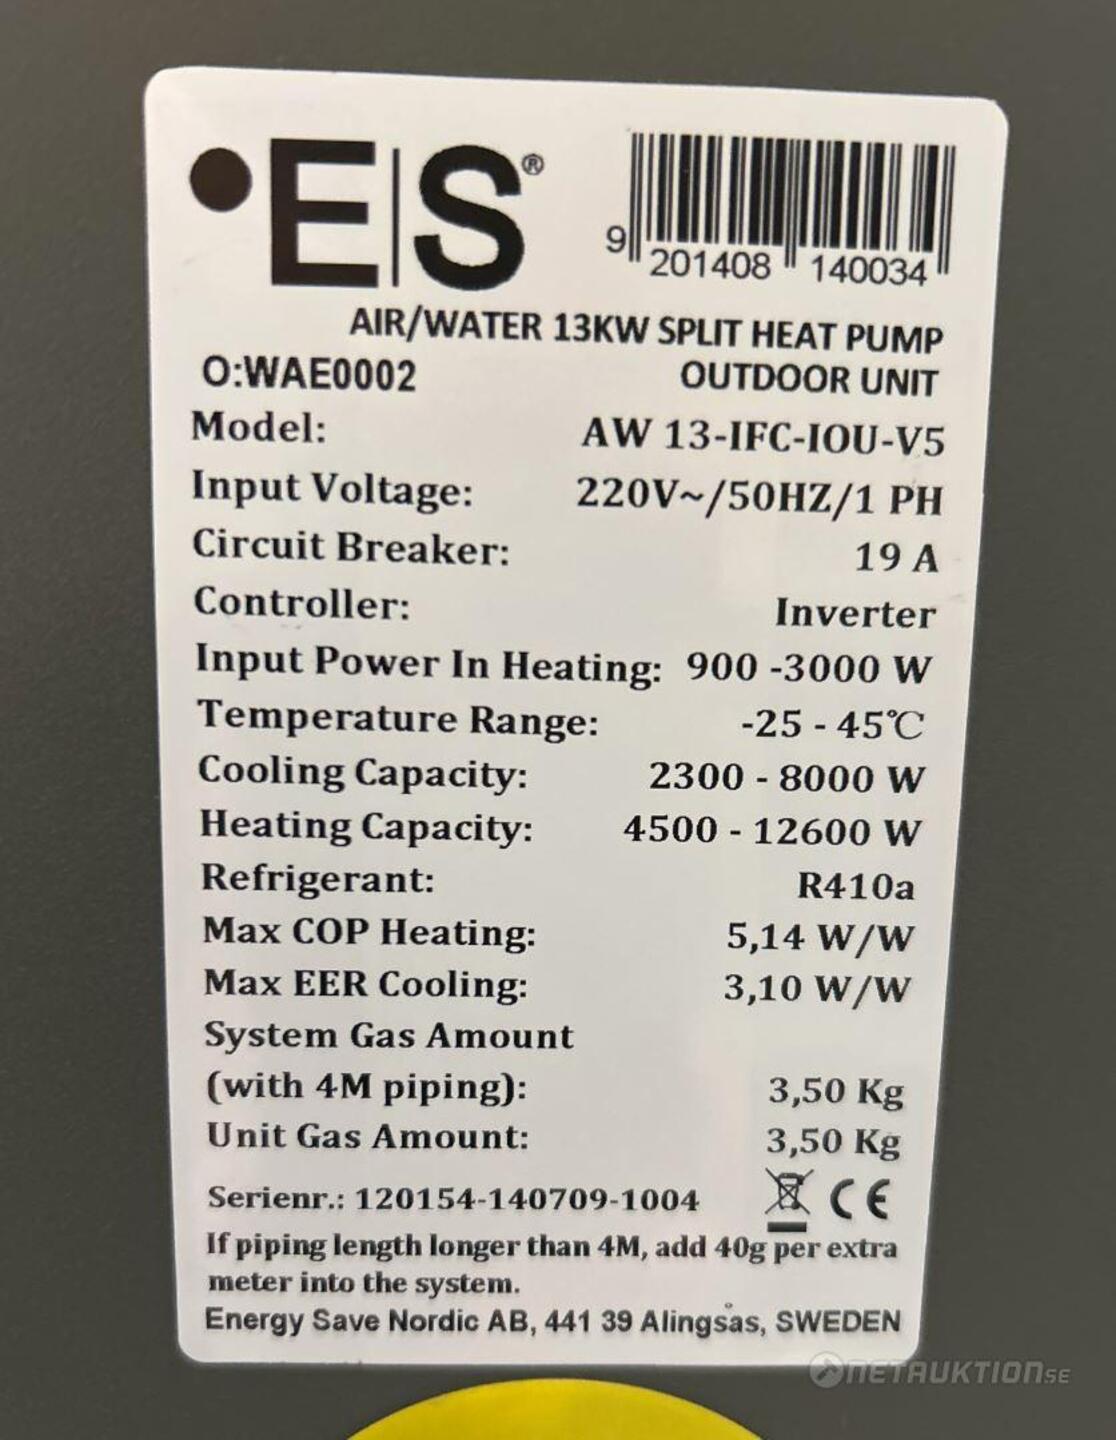 •E|S®
9 201408 140034
AIR/WATER 13KW SPLIT HEAT PUMP
O:WAE0002 OUTDOOR UNIT
Model: AW 13-IFC-IOU-V5
Input Voltage: 220V~/50HZ/1 PH
Circuit Breaker: 19 A
Controller: Inverter
Input Power In Heating: 900 -3000 W
Temperature Range: -25 - 45℃
Cooling Capacity: 2300 - 8000 W
Heating Capacity: 4500 - 12600 W
Refrigerant: R410a
Max COP Heating: 5,14 W/W
Max EER Cooling: 3,10 W/W
System Gas Amount
(with 4M piping): 3,50 Kg
Unit Gas Amount: 3,50 Kg
Serienr.: 120154-140709-1004 CE
If piping length longer than 4M, add 40g per extra
meter into the system.
Energy Save Nordic AB, 441 39 Alingsås, SWEDEN
NETAUKTION.SE